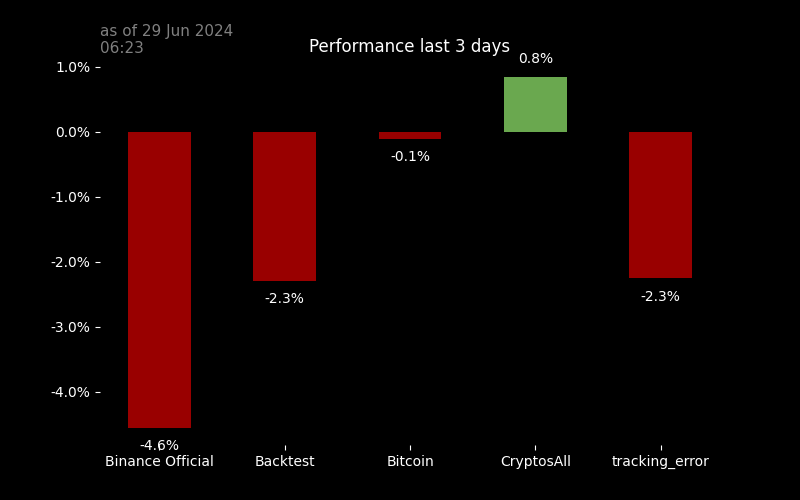 as of 29 Jun 2024
06:23
Performance last 3 days
1.0%
0.0%
-1.0%
-2.0%
-3.0%
-4.0%
-4.6%
-2.3%
-0.1%
0.8%
-2.3%
Binance Official
Backtest
Bitcoin
CryptosAll
tracking_error